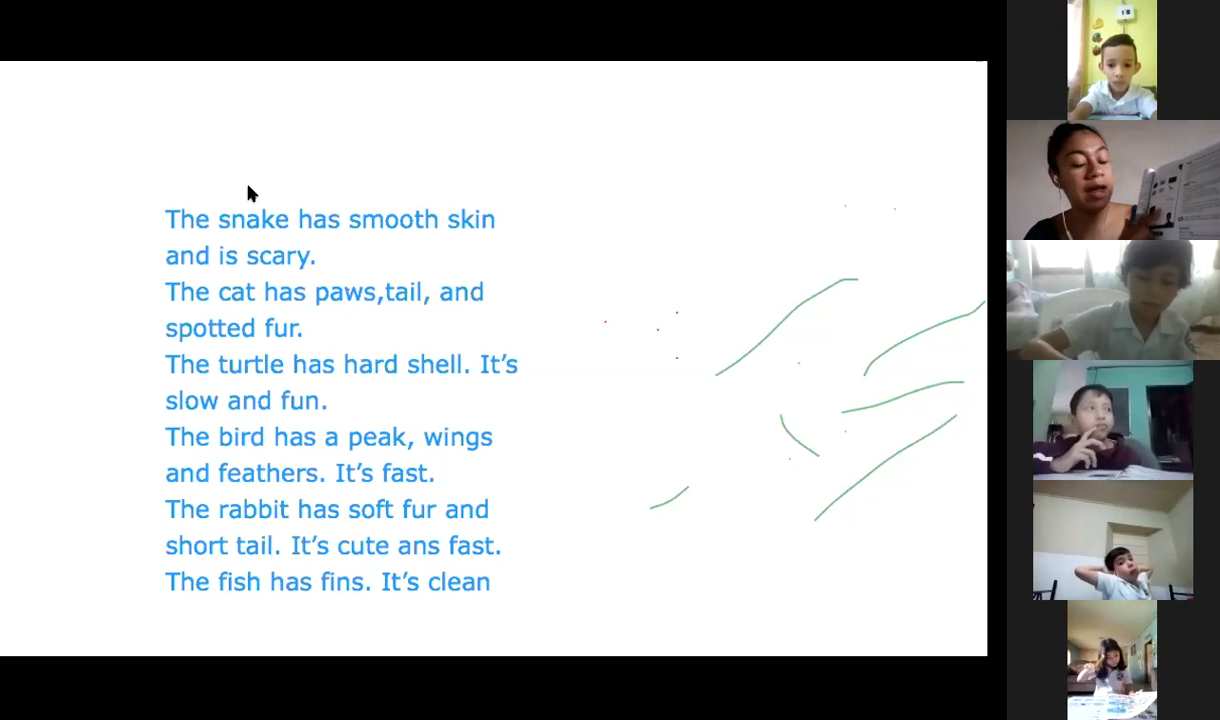 The snake has smooth skin
and is scary.
The cat has paws,tail, and
spotted fur.
The turtle has hard shell. It's
slow and fun.
The bird has a peak, wings
and feathers. It's fast.
The rabbit has soft fur and
short tail. It's cute ans fast.
The fish has fins. It's clean